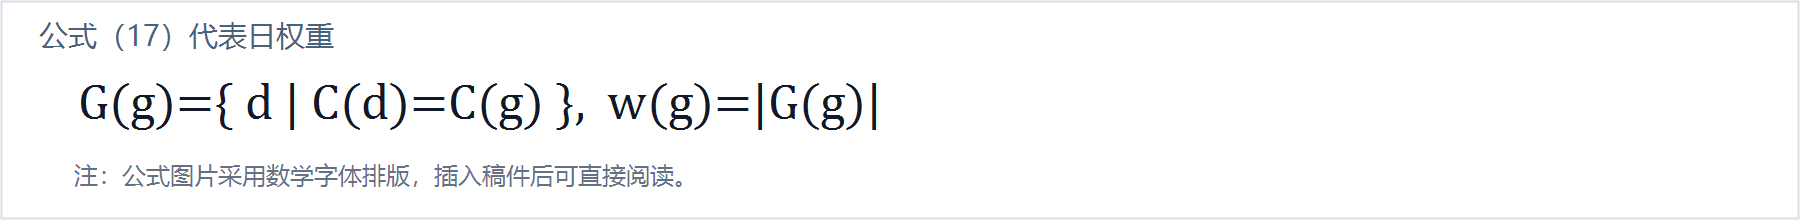 公式（17）代表日权重
G(g)={ d | C(d)=C(g) },  w(g)=|G(g)|
注：公式图片采用数学字体排版，插入稿件后可直接阅读。